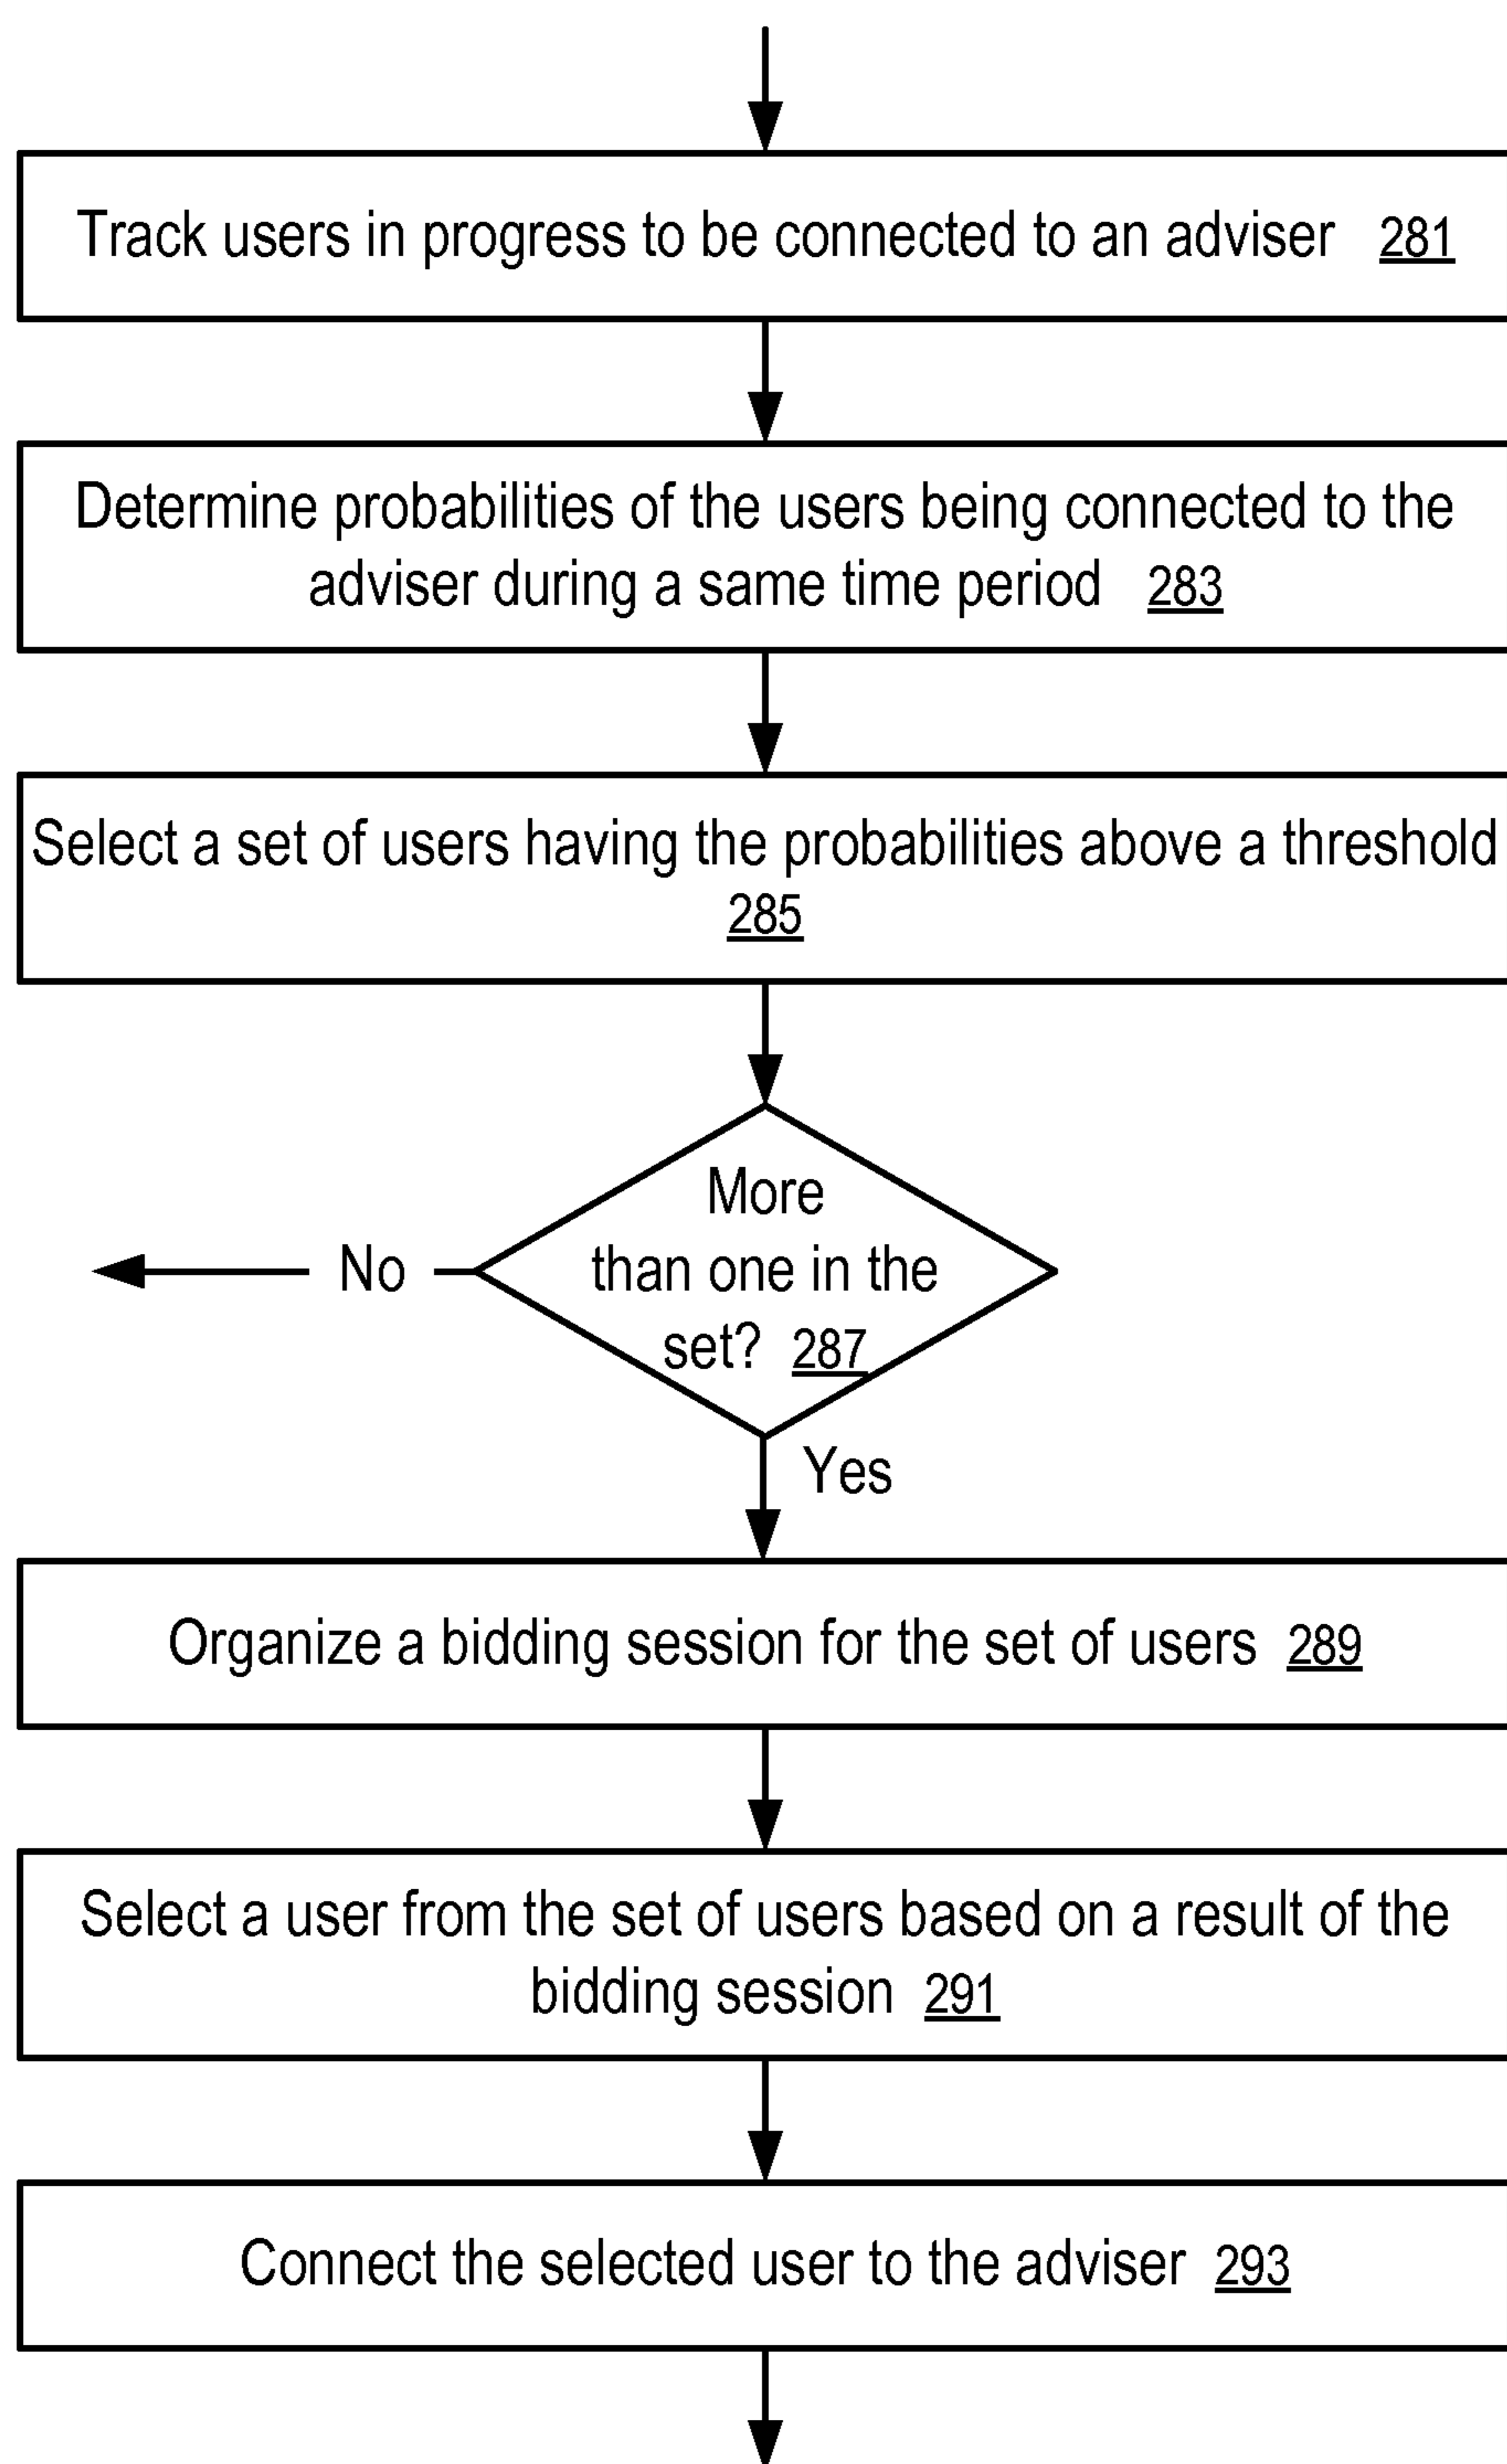 Track users in progress to be connected to an adviser 281
Determine probabilities of the users being connected to the
adviser during a same time period 283
Select a set of users having the probabilities above a threshold
285
More
than one in the
set? 287
No
Yes
Organize a bidding session for the set of users 289
Select a user from the set of users based on a result of the
bidding session 291
Connect the selected user to the adviser 293